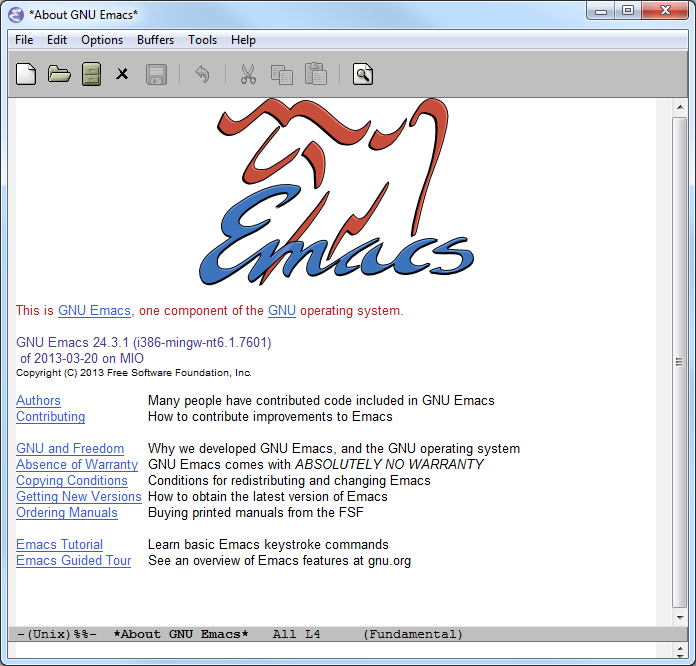 *About GNU Emacs*
File Edit Options Buffers Tools Help
Emacs
This is GNU Emacs, one component of the GNU operating system.
GNU Emacs 24.3.1 (i386-mingw-nt6.1.7601)
of 2013-03-20 on MIO
Copyright (C) 2013 Free Software Foundation, Inc.
Authors Many people have contributed code included in GNU Emacs
Contributing How to contribute improvements to Emacs
GNU and Freedom Why we developed GNU Emacs, and the GNU operating system
Absence of Warranty GNU Emacs comes with ABSOLUTELY NO WARRANTY
Copying Conditions Conditions for redistributing and changing Emacs
Getting New Versions How to obtain the latest version of Emacs
Ordering Manuals Buying printed manuals from the FSF
Emacs Tutorial Learn basic Emacs keystroke commands
Emacs Guided Tour See an overview of Emacs features at gnu.org
-(Unix)%%- *About GNU Emacs* All L4 (Fundamental)